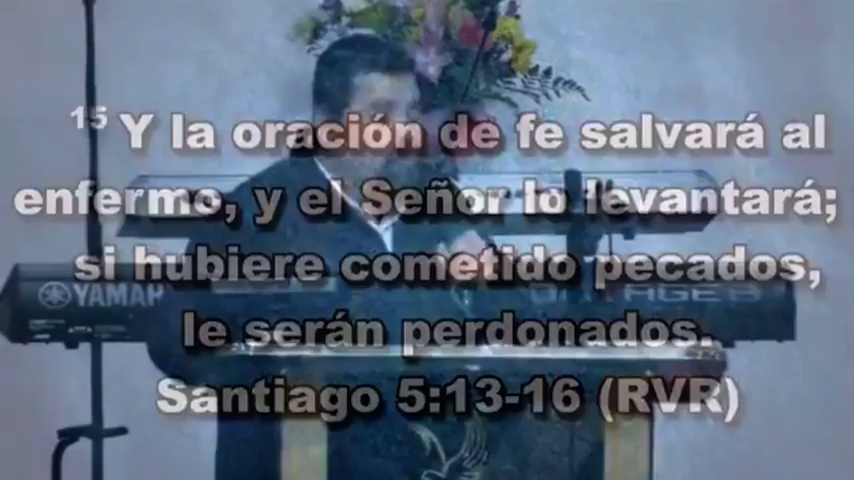 15 Y la oración de fe salvará al
enfermo, y el Señor lo levantará;
si hubiere cometido pecados,
le serán perdonados.
Santiago 5:13-16 (RVR)
YAMAH